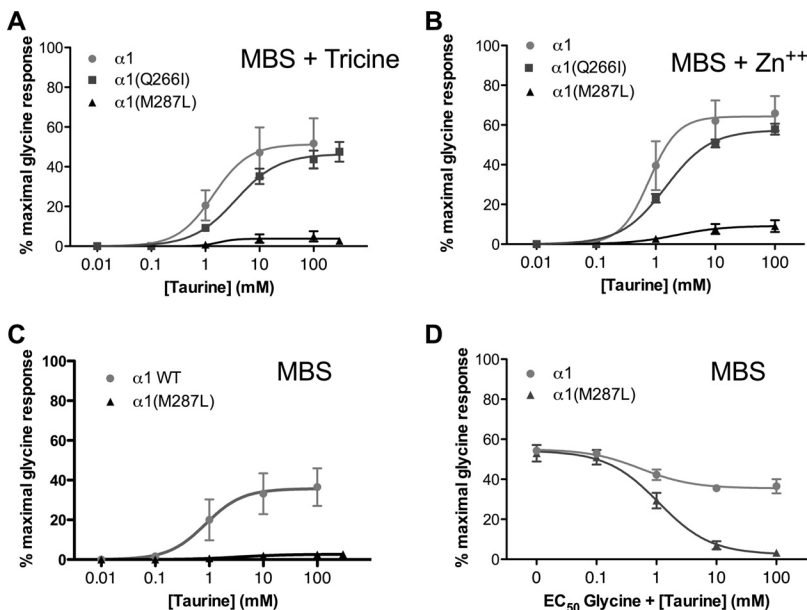 A
MBS + Tricine
α1
α1(Q266I)
α1(M287L)
% maximal glycine response
100
80
60
40
20
0
0.01 0.1 1 10 100
[Taurine] (mM)
B
MBS + Zn++
α1
α1(Q266I)
α1(M287L)
% maximal glycine response
100
80
60
40
20
0
0.01 0.1 1 10 100
[Taurine] (mM)
C
MBS
α1 WT
α1(M287L)
% maximal glycine response
100
80
60
40
20
0
0.01 0.1 1 10 100
[Taurine] (mM)
D
MBS
α1
α1(M287L)
% maximal glycine response
100
80
60
40
20
0
0 0.1 1 10 100
EC50 Glycine + [Taurine] (mM)